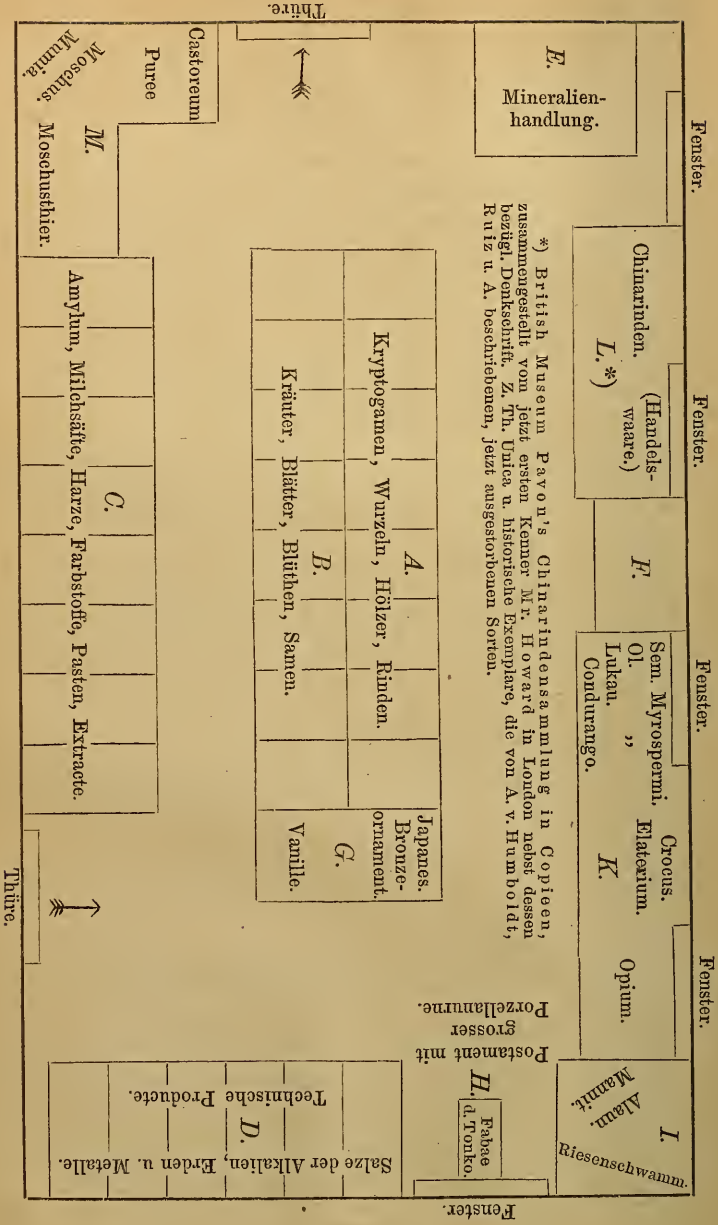 Thüre.
Castoreum
Puree
Moschus.
Mumia.
M.
Moschusthier.
E.
Mineralien-
handlung.
Fenster.
Chinarinden.
L.*)
(Handels-
waare.)
Fenster.
F.
Fenster.
Sem. Myrospermi.
Ol. „
Lukau.
Condurango.
Crocus.
Elaterium.
K.
Opium.
Fenster.
*) British Museum Pavon's Chinarindensammlung in Copieen,
zusammengestellt vom jetzt ersten Kenner Mr. Howard in London nebst dessen
bezügl. Denkschrift. Z. Th. Unica u. historische Exemplare, die von A. v. Humboldt,
Ruiz u. A. beschriebenen, jetzt ausgestorbenen Sorten.
A.
Kryptogamen, Wurzeln, Hölzer, Rinden.
B.
Kräuter, Blätter, Blüthen, Samen.
Japanes.
Bronze-
ornament.
G.
Vanille.
C.
Amylum, Milchsäfte, Harze, Farbstoffe, Pasten, Extracte.
Thüre.
Postament mit
grosser
Porzellanurne.
H.
Fabae
d. Tonko.
I.
Alaun.
Mannit.
Riesenschwamm.
Salze der Alkalien, Erden u. Metalle.
D.
Technische Producte.
Fenster.